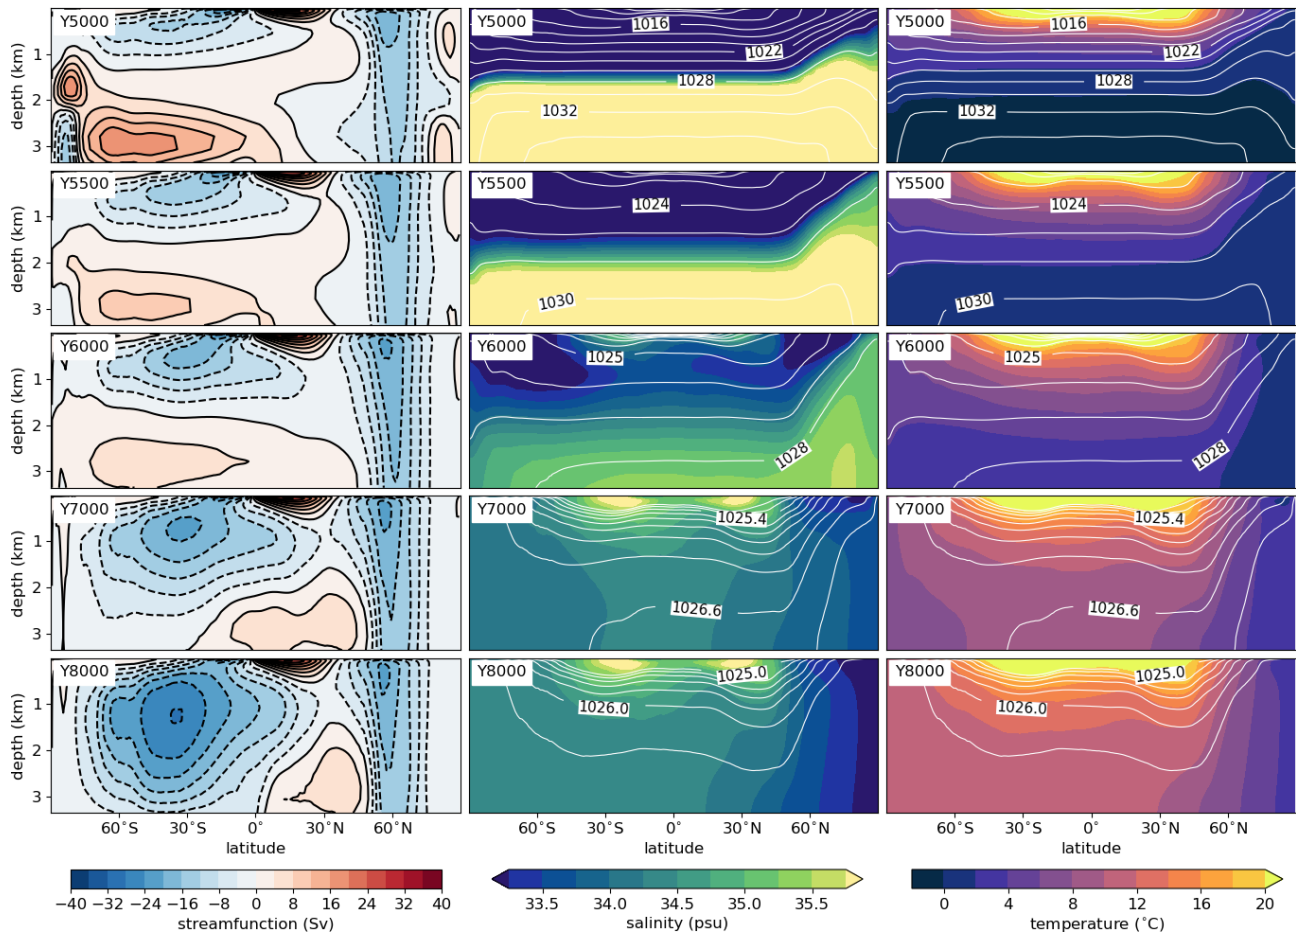 Y5000
Y5000
Y5000
1016
1022
1028
1032
1016
1022
1028
1032
depth (km)
1
2
3
Y5500
Y5500
Y5500
1024
1030
1024
1030
depth (km)
1
2
3
Y6000
Y6000
Y6000
1025
1028
1025
1028
depth (km)
1
2
3
Y7000
Y7000
Y7000
1025.4
1026.6
1025.4
1026.6
depth (km)
1
2
3
Y8000
Y8000
Y8000
1025.0
1026.0
1025.0
1026.0
depth (km)
1
2
3
60°S 30°S 0° 30°N 60°N
60°S 30°S 0° 30°N 60°N
60°S 30°S 0° 30°N 60°N
latitude
latitude
latitude
−40 −32 −24 −16 −8 0 8 16 24 32 40
streamfunction (Sv)
33.5 34.0 34.5 35.0 35.5
salinity (psu)
0 4 8 12 16 20
temperature (°C)